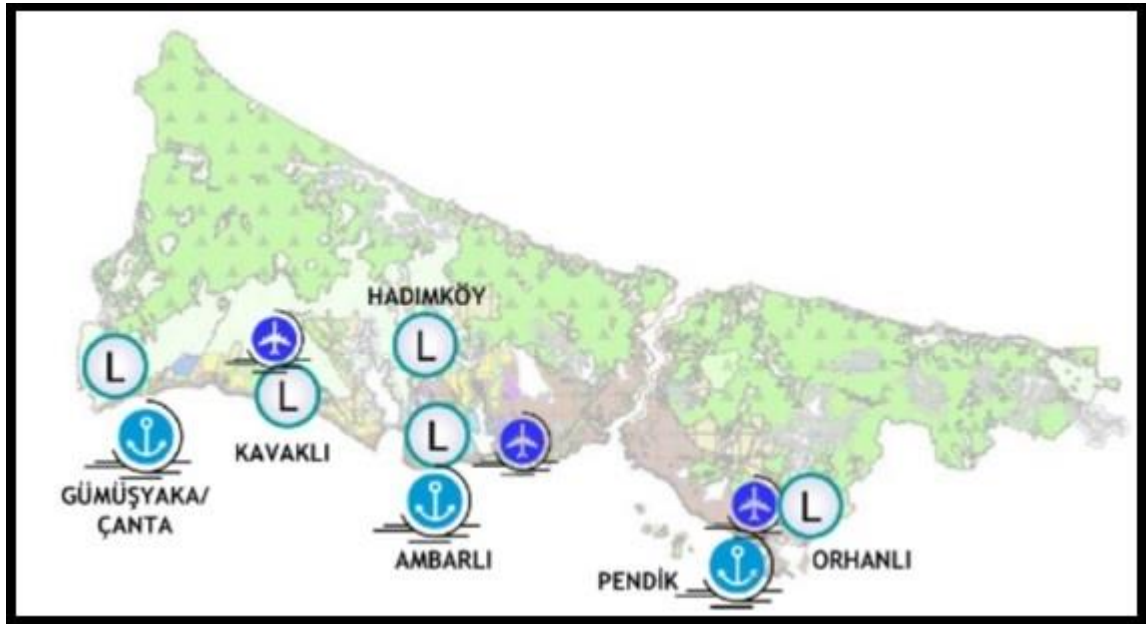 HADIMKÖY
L
L
L
KAVAKLI
L
GÜMÜŞYAKA/
ÇANTA
AMBARLI
L
ORHANLI
PENDİK